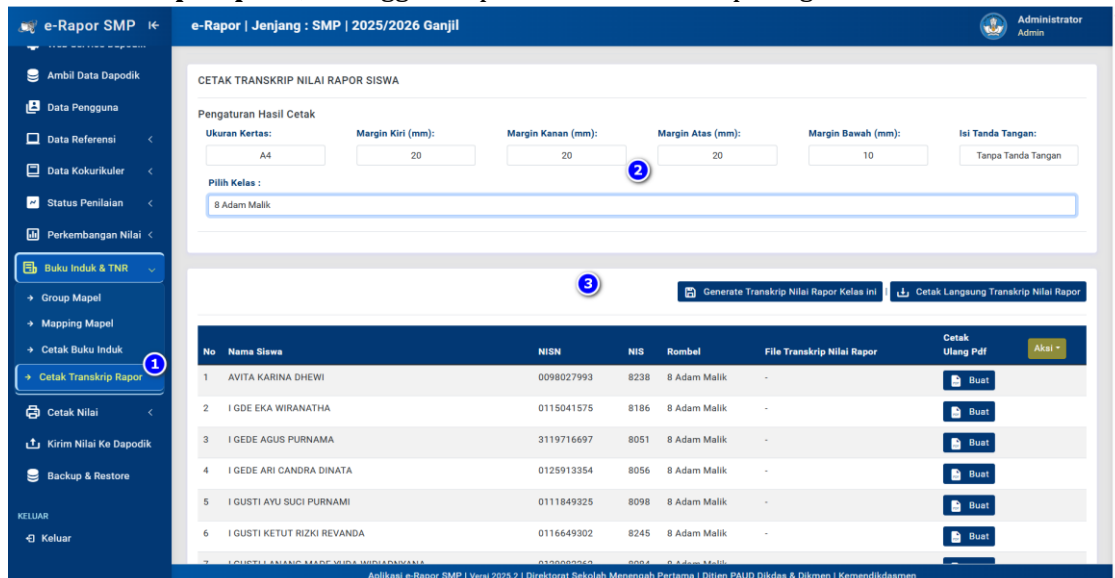 e-Rapor SMP
e-Rapor | Jenjang : SMP | 2025/2026 Ganjil
Administrator
Admin
Ambil Data Dapodik
Data Pengguna
Data Referensi
Data Kokurikuler
Status Penilaian
Perkembangan Nilai
Buku Induk & TNR
Group Mapel
Mapping Mapel
Cetak Buku Induk
1
Cetak Transkrip Rapor
Cetak Nilai
Kirim Nilai Ke Dapodik
Backup & Restore
KELUAR
Keluar
CETAK TRANSKRIP NILAI RAPOR SISWA
Pengaturan Hasil Cetak
Ukuran Kertas: Margin Kiri (mm): Margin Kanan (mm): Margin Atas (mm): Margin Bawah (mm): Isi Tanda Tangan:
A4 20 20 20 10 Tanpa Tanda Tangan
2
Pilih Kelas :
8 Adam Malik
3
Generate Transkrip Nilai Rapor Kelas ini | Cetak Langsung Transkrip Nilai Rapor
No Nama Siswa NISN NIS Rombel File Transkrip Nilai Rapor Cetak Ulang Pdf Aksi
1 AVITA KARINA DHEWI 0098027993 8238 8 Adam Malik - Buat
2 I GDE EKA WIRANATHA 0115041575 8186 8 Adam Malik - Buat
3 I GEDE AGUS PURNAMA 3119716697 8051 8 Adam Malik - Buat
4 I GEDE ARI CANDRA DINATA 0125913354 8056 8 Adam Malik - Buat
5 I GUSTI AYU SUCI PURNAMI 0111849325 8098 8 Adam Malik - Buat
6 I GUSTI KETUT RIZKI REVANDA 0116649302 8245 8 Adam Malik - Buat
Aplikasi e-Rapor SMP | Versi 2025.2 | Direktorat Sekolah Menengah Pertama | Ditjen PAUD Dikdas & Dikmen | Kemendikdasmen